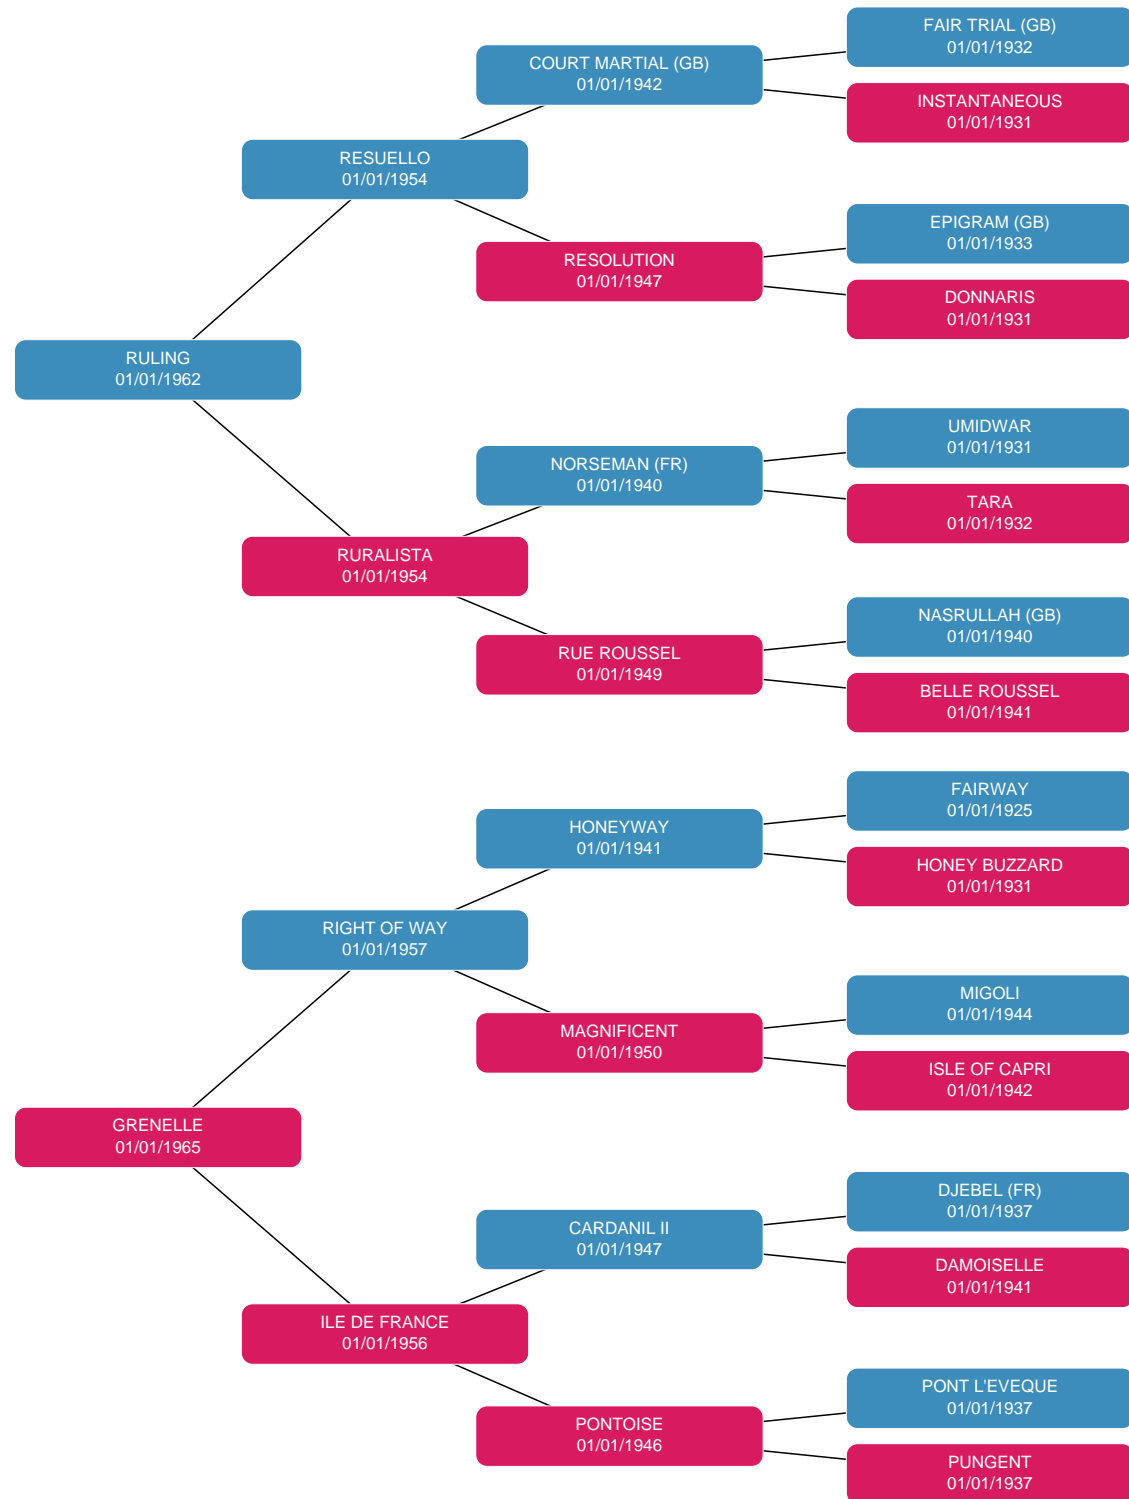 FAIR TRIAL (GB)
01/01/1932
COURT MARTIAL (GB)
01/01/1942
INSTANTANEOUS
01/01/1931
RESUELLO
01/01/1954
EPIGRAM (GB)
01/01/1933
RESOLUTION
01/01/1947
DONNARIS
01/01/1931
RULING
01/01/1962
UMIDWAR
01/01/1931
NORSEMAN (FR)
01/01/1940
TARA
01/01/1932
RURALISTA
01/01/1954
NASRULLAH (GB)
01/01/1940
RUE ROUSSEL
01/01/1949
BELLE ROUSSEL
01/01/1941
FAIRWAY
01/01/1925
HONEYWAY
01/01/1941
HONEY BUZZARD
01/01/1931
RIGHT OF WAY
01/01/1957
MIGOLI
01/01/1944
MAGNIFICENT
01/01/1950
ISLE OF CAPRI
01/01/1942
GRENELLE
01/01/1965
DJEBEL (FR)
01/01/1937
CARDANIL II
01/01/1947
DAMOISELLE
01/01/1941
ILE DE FRANCE
01/01/1956
PONT L'EVEQUE
01/01/1937
PONTOISE
01/01/1946
PUNGENT
01/01/1937